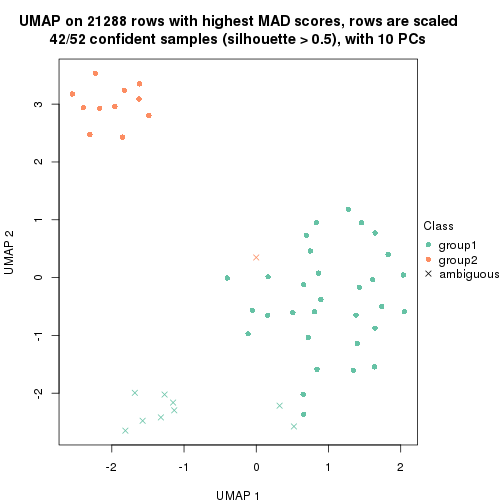 UMAP on 21288 rows with highest MAD scores, rows are scaled
42/52 confident samples (silhouette > 0.5), with 10 PCs
3
2
1
0
-1
-2
UMAP 2
-2
-1
0
1
2
UMAP 1
Class
group1
group2
ambiguous